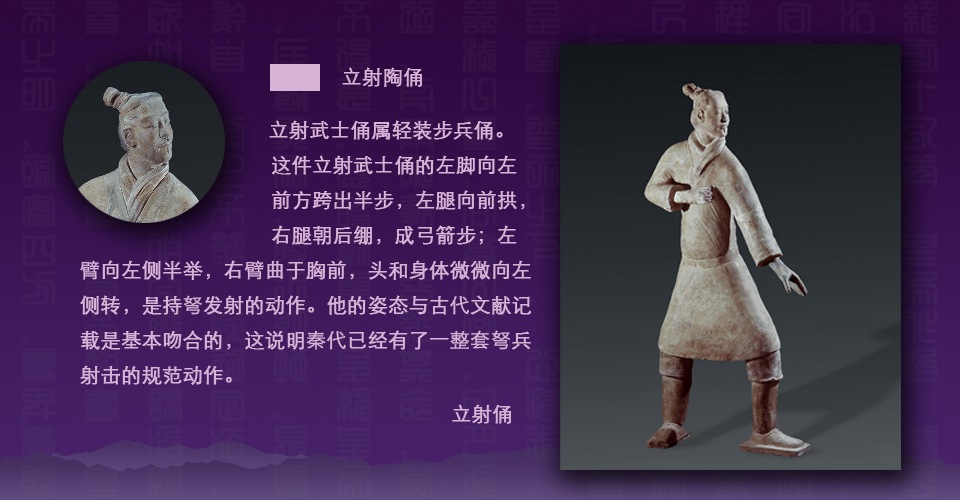 立射陶俑
立射武士俑属轻装步兵俑。
这件立射武士俑的左脚向左
前方跨出半步，左腿向前拱，
右腿朝后绷，成弓箭步；左
臂向左侧半举，右臂曲于胸前，头和身体微微向左
侧转，是持弩发射的动作。他的姿态与古代文献记
载是基本吻合的，这说明秦代已经有了一整套弩兵
射击的规范动作。
立射俑